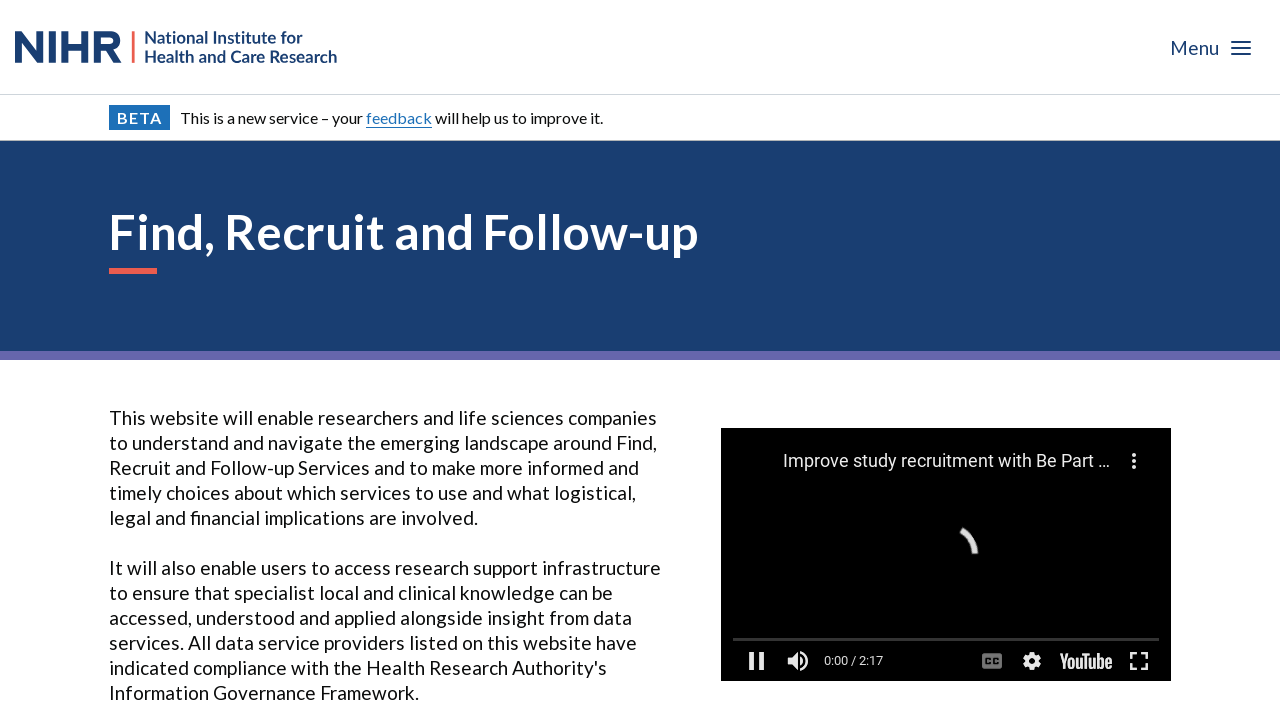 NIHR
National Institute for
Health and Care Research
Menu
BETA
This is a new service – your feedback will help us to improve it.
Find, Recruit and Follow-up
This website will enable researchers and life sciences companies
to understand and navigate the emerging landscape around Find,
Recruit and Follow-up Services and to make more informed and
timely choices about which services to use and what logistical,
legal and financial implications are involved.
It will also enable users to access research support infrastructure
to ensure that specialist local and clinical knowledge can be
accessed, understood and applied alongside insight from data
services. All data service providers listed on this website have
indicated compliance with the Health Research Authority's
Information Governance Framework.
Improve study recruitment with Be Part ...
0:00 / 2:17
CC
YouTube